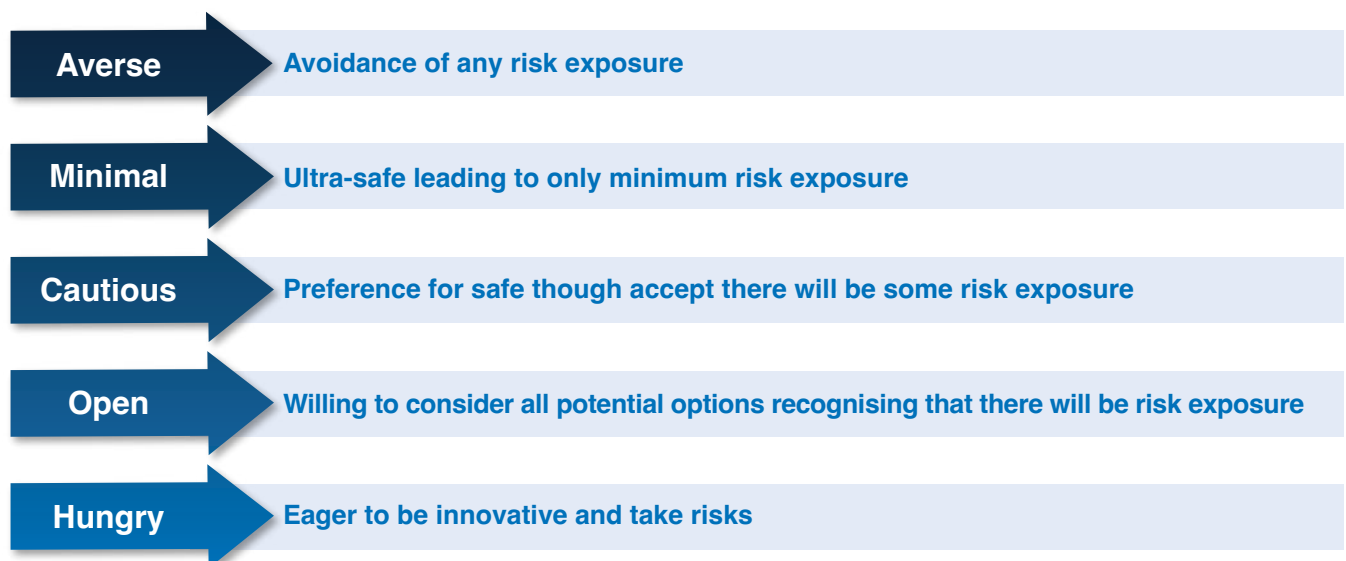 Averse
Avoidance of any risk exposure
Minimal
Ultra-safe leading to only minimum risk exposure
Cautious
Preference for safe though accept there will be some risk exposure
Open
Willing to consider all potential options recognising that there will be risk exposure
Hungry
Eager to be innovative and take risks